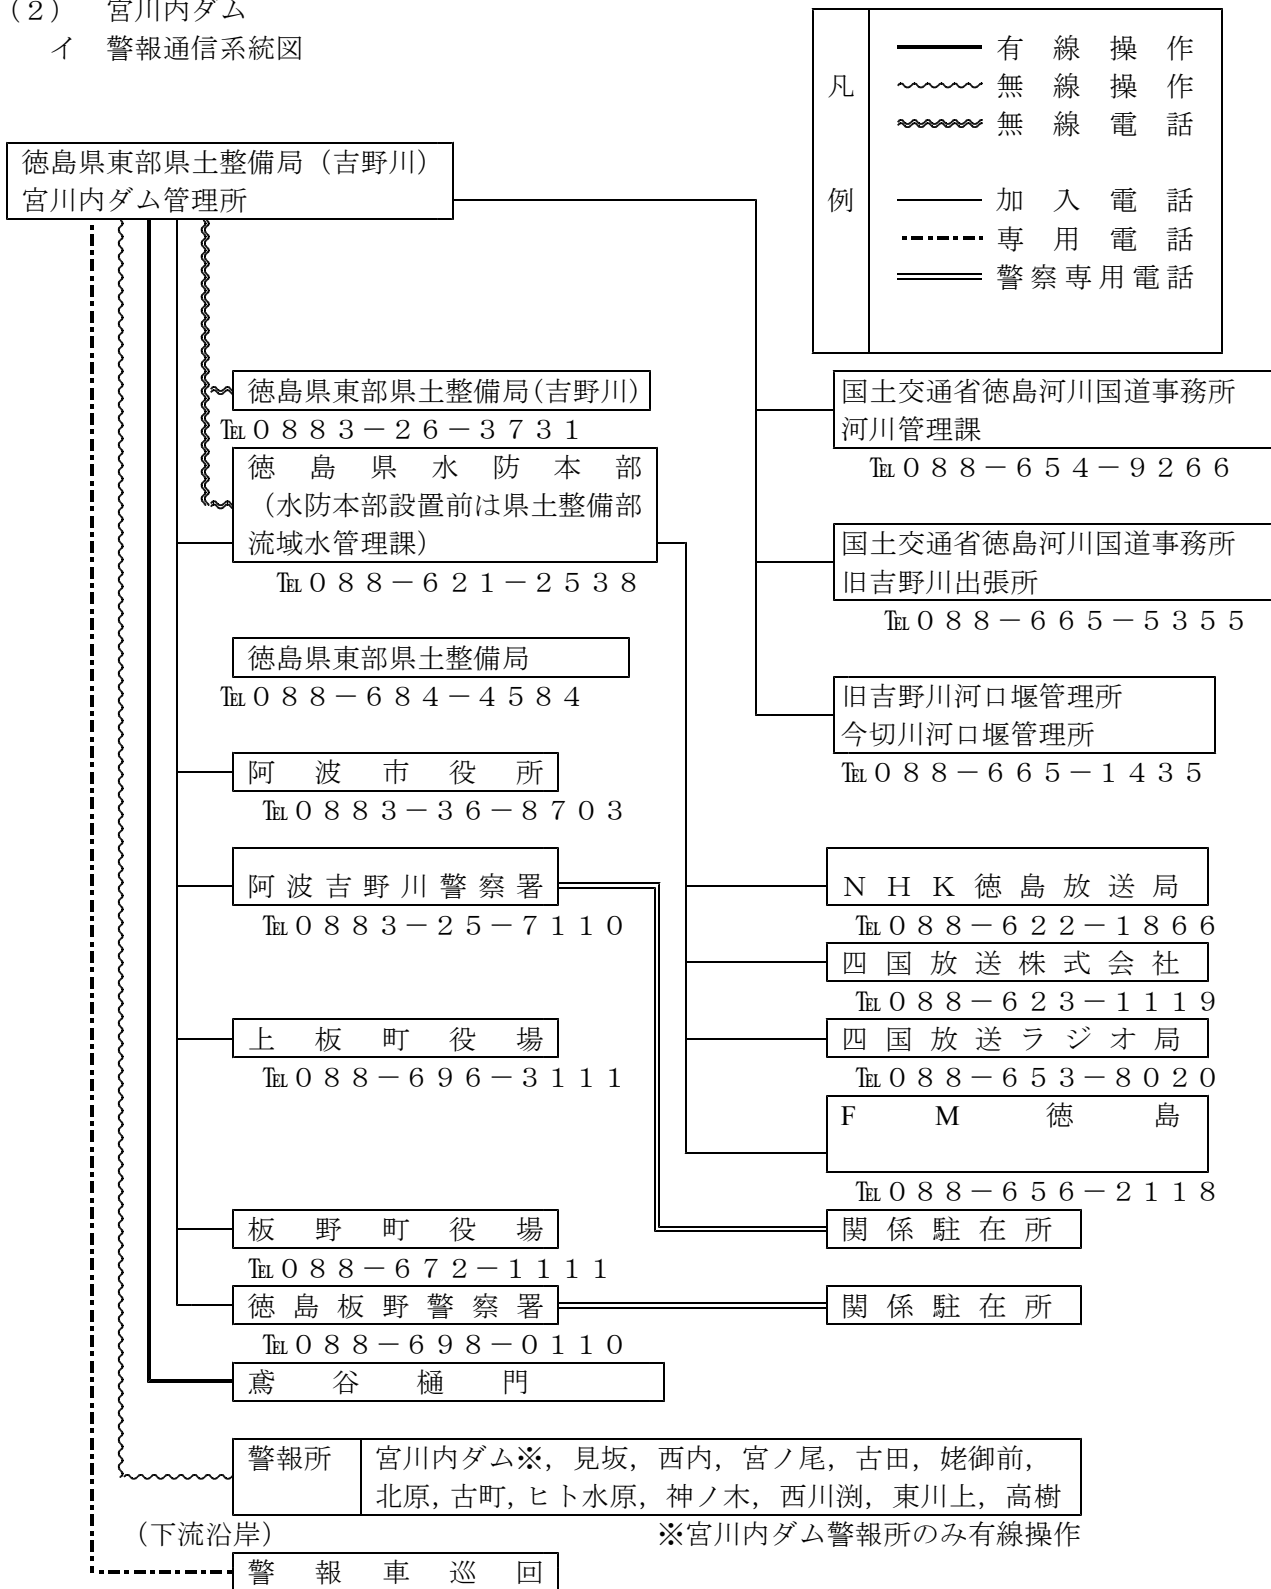 （２）　宮川内ダム
イ　警報通信系統図
凡例
有線操作
無線操作
無線電話
加入電話
専用電話
警察専用電話
徳島県東部県土整備局（吉野川）
宮川内ダム管理所
徳島県東部県土整備局(吉野川)
℡０８８３－２６－３７３１
徳島県水防本部
（水防本部設置前は県土整備部
流域水管理課）
℡０８８－６２１－２５３８
徳島県東部県土整備局
℡０８８－６８４－４５８４
阿波市役所
℡０８８３－３６－８７０３
阿波吉野川警察署
℡０８８３－２５－７１１０
上板町役場
℡０８８－６９６－３１１１
板野町役場
℡０８８－６７２－１１１１
徳島板野警察署
℡０８８－６９８－０１１０
鳶谷樋門
国土交通省徳島河川国道事務所
河川管理課
℡０８８－６５４－９２６６
国土交通省徳島河川国道事務所
旧吉野川出張所
℡０８８－６６５－５３５５
旧吉野川河口堰管理所
今切川河口堰管理所
℡０８８－６６５－１４３５
ＮＨＫ徳島放送局
℡０８８－６２２－１８６６
四国放送株式会社
℡０８８－６２３－１１１９
四国放送ラジオ局
℡０８８－６５３－８０２０
FM徳島
℡０８８－６５６－２１１８
関係駐在所
関係駐在所
警報所
宮川内ダム※，見坂，西内，宮ノ尾，古田，姥御前，
北原，古町，ヒト水原，神ノ木，西川渕，東川上，高樹
（下流沿岸）
※宮川内ダム警報所のみ有線操作
警報車巡回